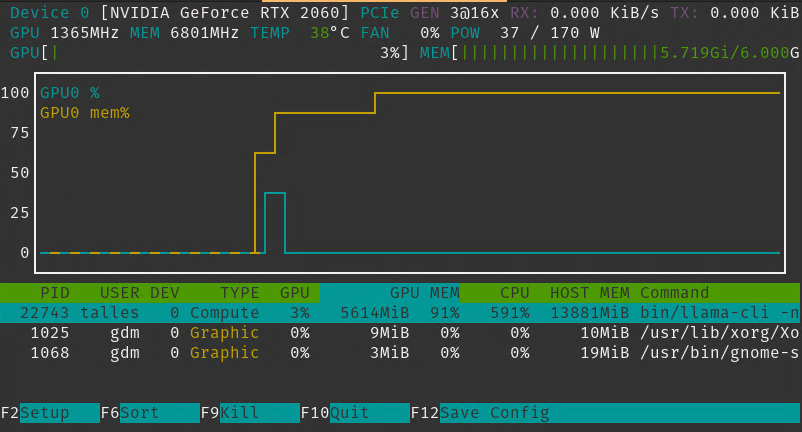 Device 0 [NVIDIA GeForce RTX 2060] PCIe GEN 3@16x RX: 0.000 KiB/s TX: 0.000 KiB
GPU 1365MHz MEM 6801MHz TEMP 38°C FAN 0% POW 37 / 170 W
GPU[| 3%] MEM[||||||||||||||||||||5.719Gi/6.000G
100 GPU0 %
GPU0 mem%
75
50
25
0
PID USER DEV TYPE GPU GPU MEM CPU HOST MEM Command
22743 talles 0 Compute 3% 5614MiB 91% 591% 13881MiB bin/llama-cli -n
1025 gdm 0 Graphic 0% 9MiB 0% 0% 10MiB /usr/lib/xorg/Xo
1068 gdm 0 Graphic 0% 3MiB 0% 0% 19MiB /usr/bin/gnome-s
F2Setup F6Sort F9Kill F10Quit F12Save Config